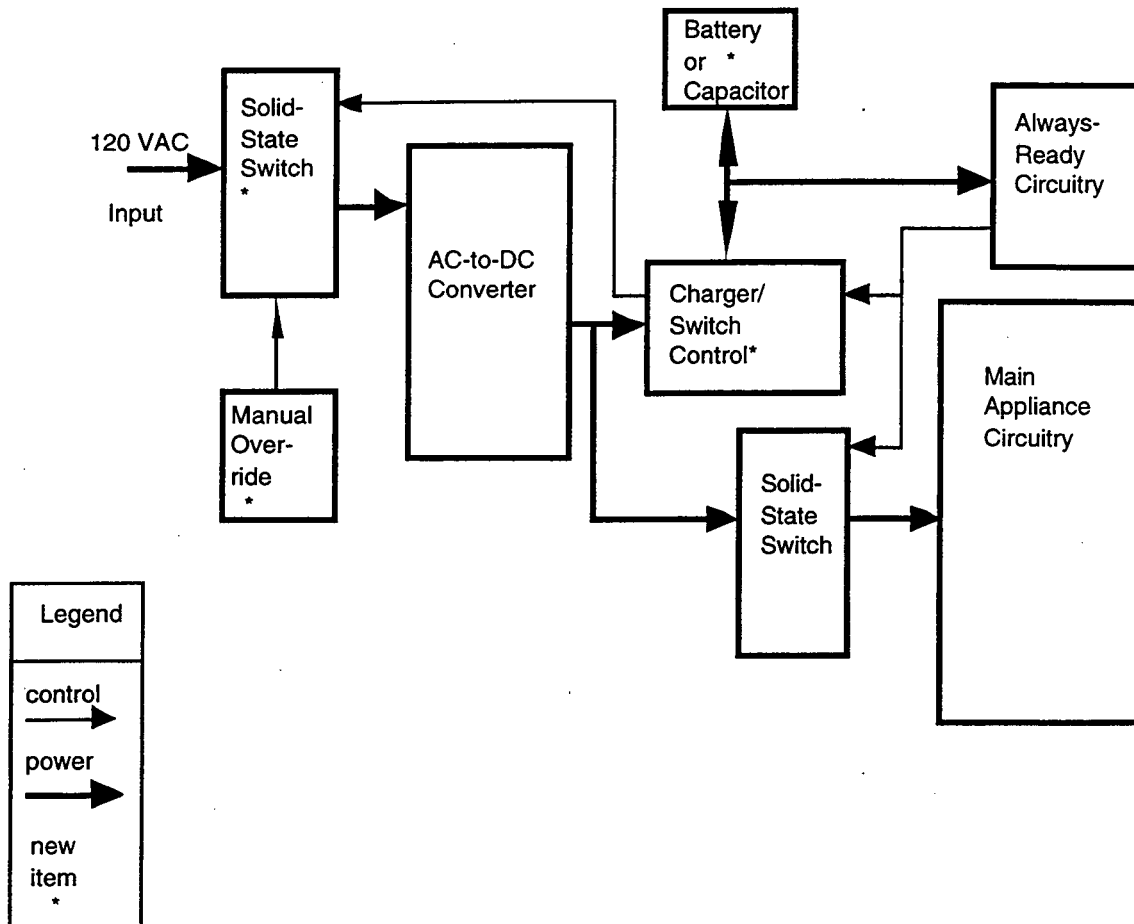 120 VAC
Input
Solid-
State
Switch
*
Manual
Over-
ride
*
AC-to-DC
Converter
Battery
or *
Capacitor
Charger/
Switch
Control*
Always-
Ready
Circuitry
Solid-
State
Switch
Main
Appliance
Circuitry
Legend
control
power
new
item
*